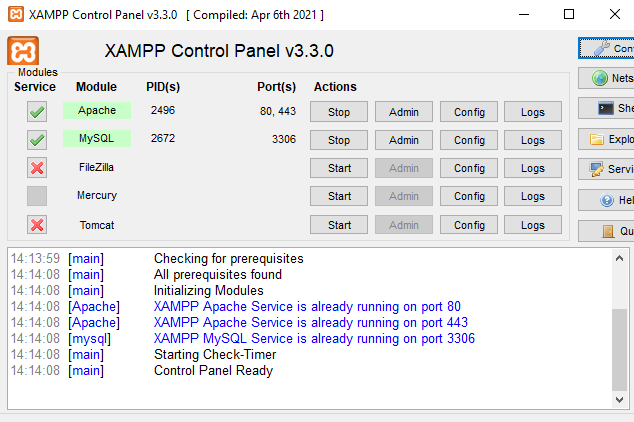 XAMPP Control Panel v3.3.0 [ Compiled: Apr 6th 2021 ]
XAMPP Control Panel v3.3.0
Modules
Service Module PID(s) Port(s) Actions
Apache 2496 80, 443 Stop Admin Config Logs
MySQL 2672 3306 Stop Admin Config Logs
FileZilla Start Admin Config Logs
Mercury Start Admin Config Logs
Tomcat Start Admin Config Logs
Con
Nets
She
Explo
Servi
Hel
Qu
14:13:59 [main] Checking for prerequisites
14:14:08 [main] All prerequisites found
14:14:08 [main] Initializing Modules
14:14:08 [Apache] XAMPP Apache Service is already running on port 80
14:14:08 [Apache] XAMPP Apache Service is already running on port 443
14:14:08 [mysql] XAMPP MySQL Service is already running on port 3306
14:14:08 [main] Starting Check-Timer
14:14:08 [main] Control Panel Ready